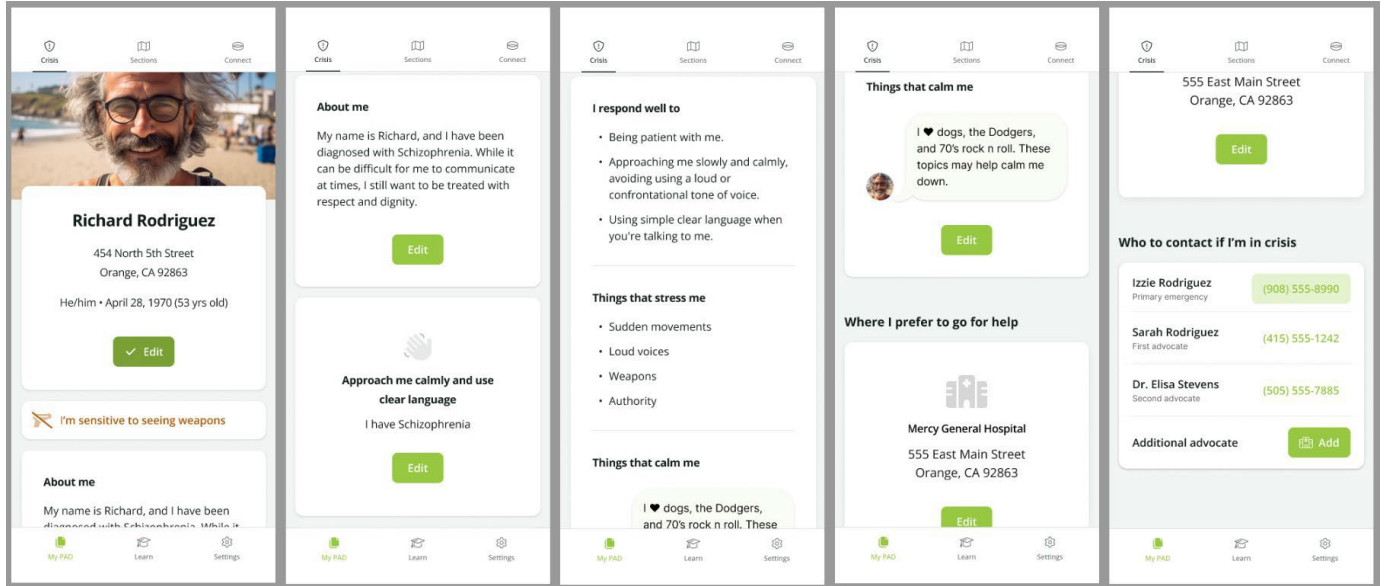 Crisis
Sections
Connect
Richard Rodriguez
454 North 5th Street
Orange, CA 92863
He/him • April 28, 1970 (53 yrs old)
Edit
I'm sensitive to seeing weapons
About me
My name is Richard, and I have been
diagnosed with Schizophrenia. While it
My PAD
Learn
Settings
Crisis
Sections
Connect
About me
My name is Richard, and I have been
diagnosed with Schizophrenia. While it
can be difficult for me to communicate
at times, I still want to be treated with
respect and dignity.
Edit
Approach me calmly and use
clear language
I have Schizophrenia
Edit
My PAD
Learn
Settings
Crisis
Sections
Connect
I respond well to
• Being patient with me.
• Approaching me slowly and calmly,
avoiding using a loud or
confrontational tone of voice.
• Using simple clear language when
you're talking to me.
Things that stress me
• Sudden movements
• Loud voices
• Weapons
• Authority
Things that calm me
I ♥ dogs, the Dodgers,
and 70's rock n roll. These
My PAD
Learn
Settings
Crisis
Sections
Connect
Things that calm me
I ♥ dogs, the Dodgers,
and 70's rock n roll. These
topics may help calm me
down.
Edit
Where I prefer to go for help
Mercy General Hospital
555 East Main Street
Orange, CA 92863
Edit
My PAD
Learn
Settings
Crisis
Sections
Connect
555 East Main Street
Orange, CA 92863
Edit
Who to contact if I'm in crisis
Izzie Rodriguez
Primary emergency
(908) 555-8990
Sarah Rodriguez
First advocate
(415) 555-1242
Dr. Elisa Stevens
Second advocate
(505) 555-7885
Additional advocate
Add
My PAD
Learn
Settings